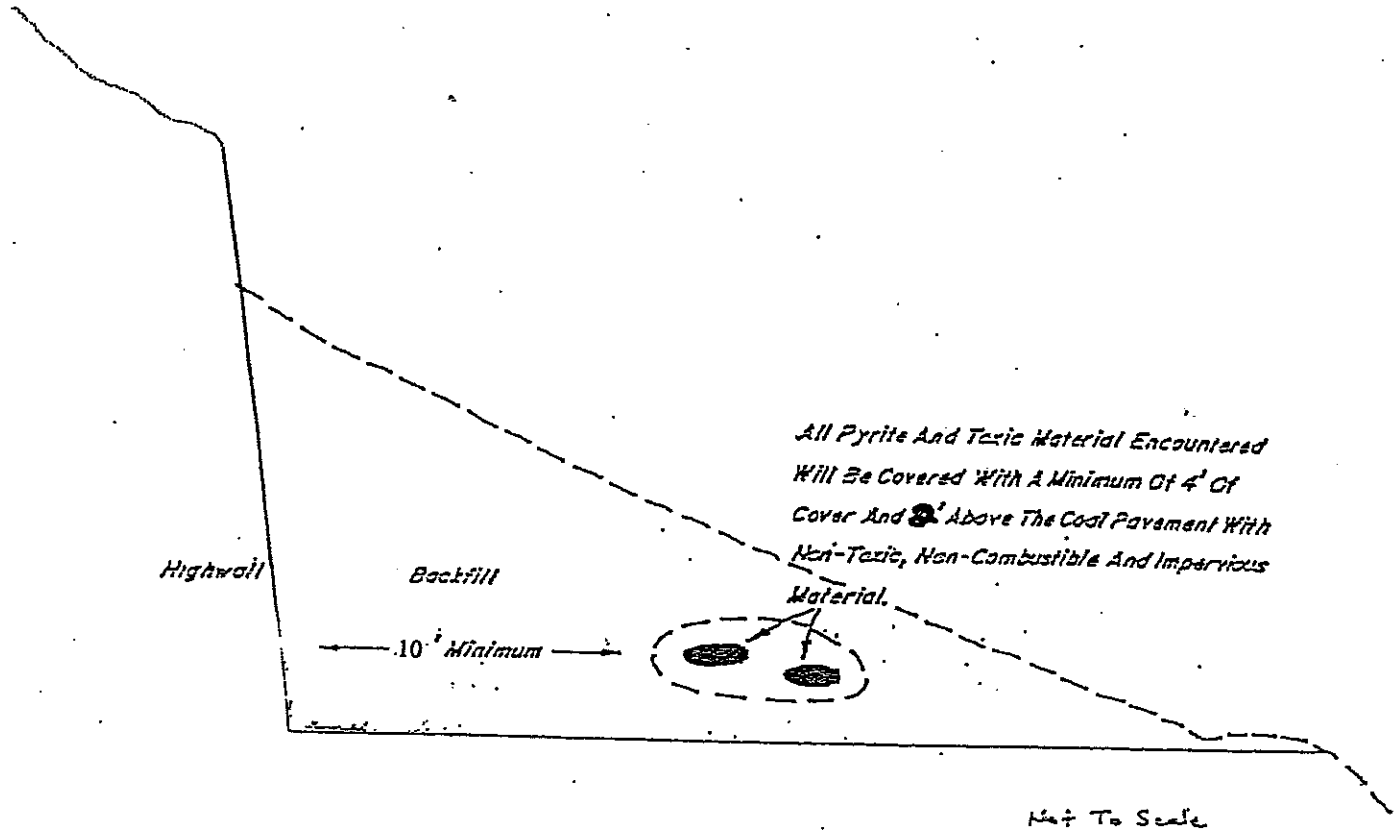 All Pyrite And Toxic Material Encountered
Will Be Covered With A Minimum Of 4' Of
Cover And Above The Coal Pavement With
Non-Toxic, Non-Combustible And Impervious
Material.
Highwall
Backfill
10' Minimum
Not To Scale